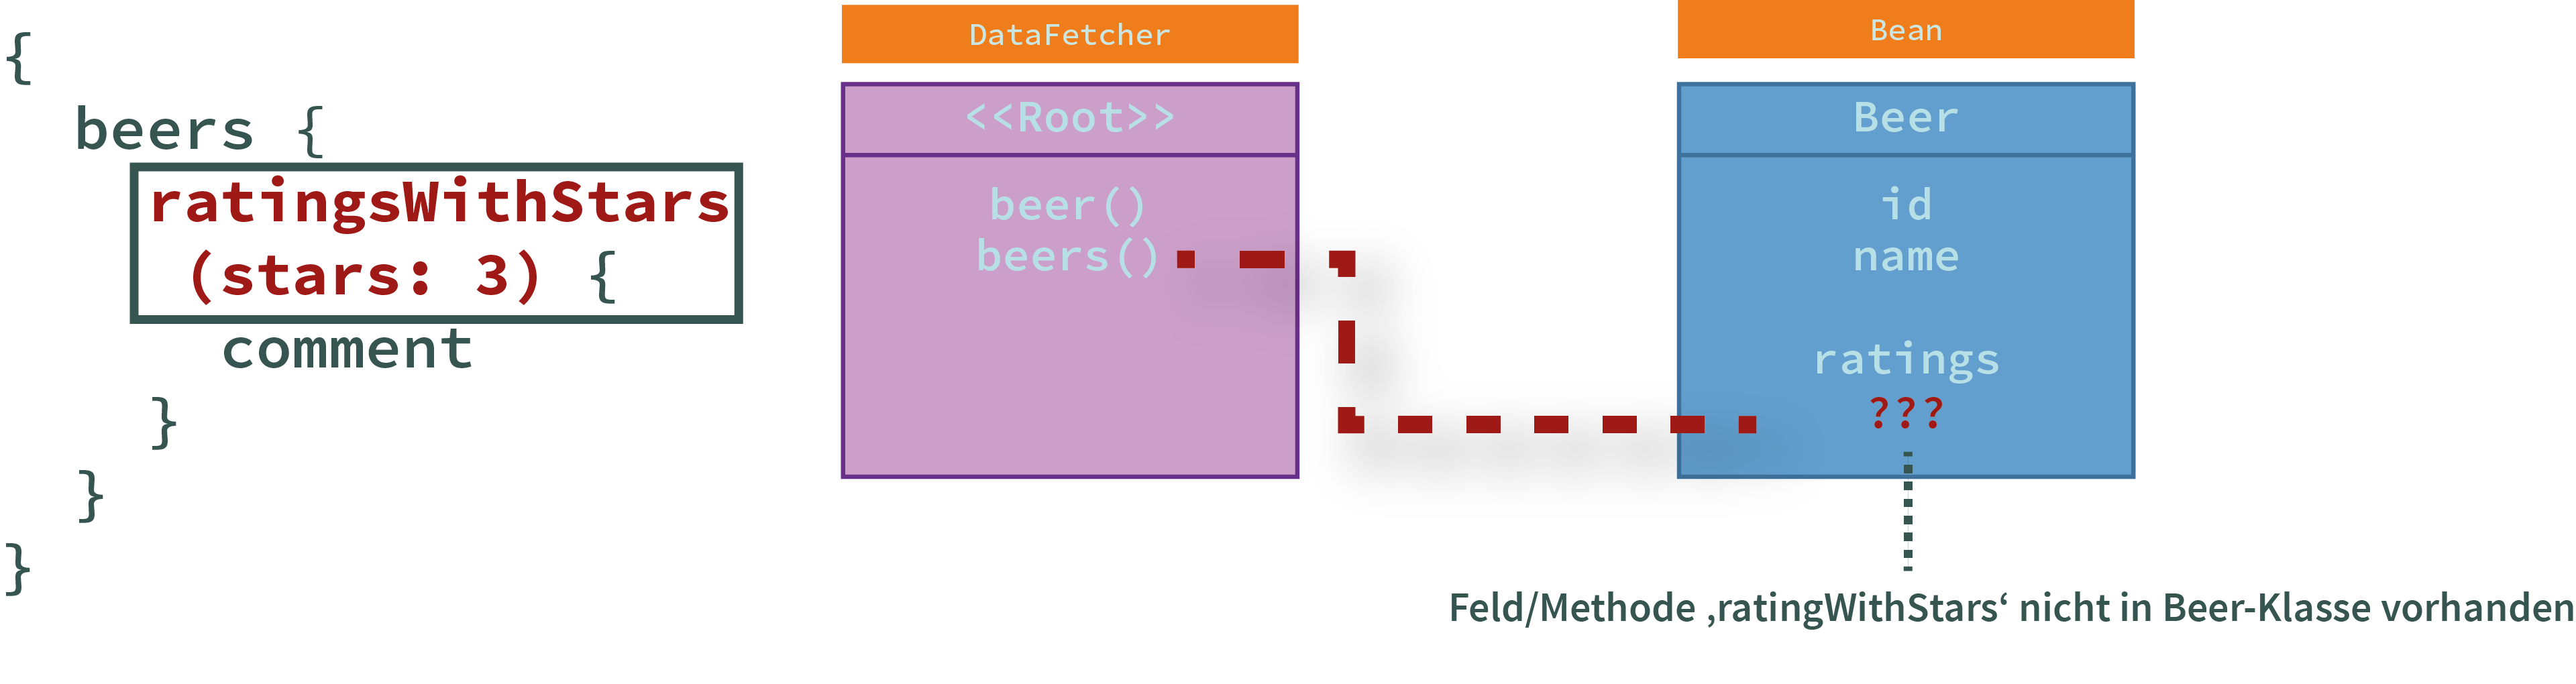 {
beers {
ratingsWithStars
(stars: 3) {
comment
}
}
}
DataFetcher
<<Root>>
beer()
beers()
Bean
Beer
id
name
ratings
???
Feld/Methode ‚ratingWithStars‘ nicht in Beer-Klasse vorhanden